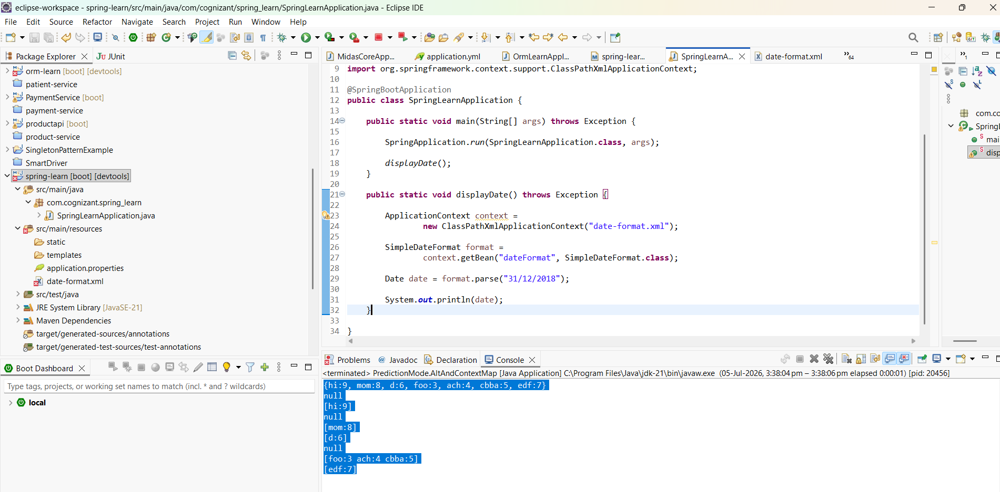 eclipse-workspace - spring-learn/src/main/java/com/cognizant/spring_learn/SpringLearnApplication.java - Eclipse IDE
File Edit Source Refactor Navigate Search Project Run Window Help
Package Explorer JUnit
orm-learn [boot] [devtools]
patient-service
PaymentService [boot]
payment-service
productapi [boot]
product-service
SingletonPatternExample
SmartDriver
spring-learn [boot] [devtools]
src/main/java
com.cognizant.spring_learn
SpringLearnApplication.java
src/main/resources
static
templates
application.properties
date-format.xml
src/test/java
JRE System Library [JavaSE-21]
Maven Dependencies
target/generated-sources/annotations
target/generated-test-sources/test-annotations
Boot Dashboard
Type tags, projects, or working set names to match (incl. * and ? wildcards)
local
MidasCoreApp... application.yml OrmLearnAppl... spring-lear... SpringLearnA... date-format.xml »64
9 import org.springframework.context.support.ClassPathXmlApplicationContext;
10
11 @SpringBootApplication
12 public class SpringLearnApplication {
13
14 public static void main(String[] args) throws Exception {
15
16 SpringApplication.run(SpringLearnApplication.class, args);
17
18 displayDate();
19 }
20
21 public static void displayDate() throws Exception {
22
23 ApplicationContext context =
24 new ClassPathXmlApplicationContext("date-format.xml");
25
26 SimpleDateFormat format =
27 context.getBean("dateFormat", SimpleDateFormat.class);
28
29 Date date = format.parse("31/12/2018");
30
31 System.out.println(date);
32 }
33
34 }
»1
com.co
SpringL
mai
disp
Problems Javadoc Declaration Console
<terminated> PredictionMode.AltAndContextMap [Java Application] C:\Program Files\Java\jdk-21\bin\javaw.exe (05-Jul-2026, 3:38:04 pm – 3:38:06 pm elapsed 0:00:01) [pid: 20456]
{hi:9, mom:8, d:6, foo:3, ach:4, cbba:5, edf:7}
null
[hi:9]
null
[mom:8]
[d:6]
null
[foo:3 ach:4 cbba:5]
[edf:7]